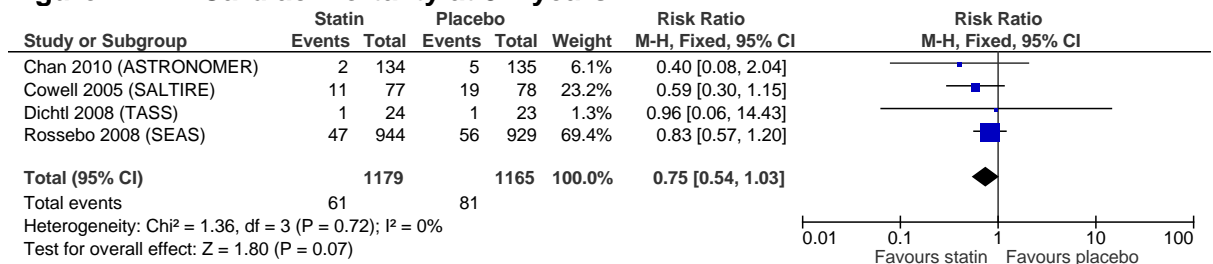 Statin Placebo Risk Ratio Risk Ratio
Study or Subgroup Events Total Events Total Weight M-H, Fixed, 95% CI M-H, Fixed, 95% CI
Chan 2010 (ASTRONOMER) 2 134 5 135 6.1% 0.40 [0.08, 2.04]
Cowell 2005 (SALTIRE) 11 77 19 78 23.2% 0.59 [0.30, 1.15]
Dichtl 2008 (TASS) 1 24 1 23 1.3% 0.96 [0.06, 14.43]
Rossebo 2008 (SEAS) 47 944 56 929 69.4% 0.83 [0.57, 1.20]
Total (95% CI) 1179 1165 100.0% 0.75 [0.54, 1.03]
Total events 61 81
Heterogeneity: Chi² = 1.36, df = 3 (P = 0.72); I² = 0%
Test for overall effect: Z = 1.80 (P = 0.07)
0.01 0.1 1 10 100
Favours statin Favours placebo